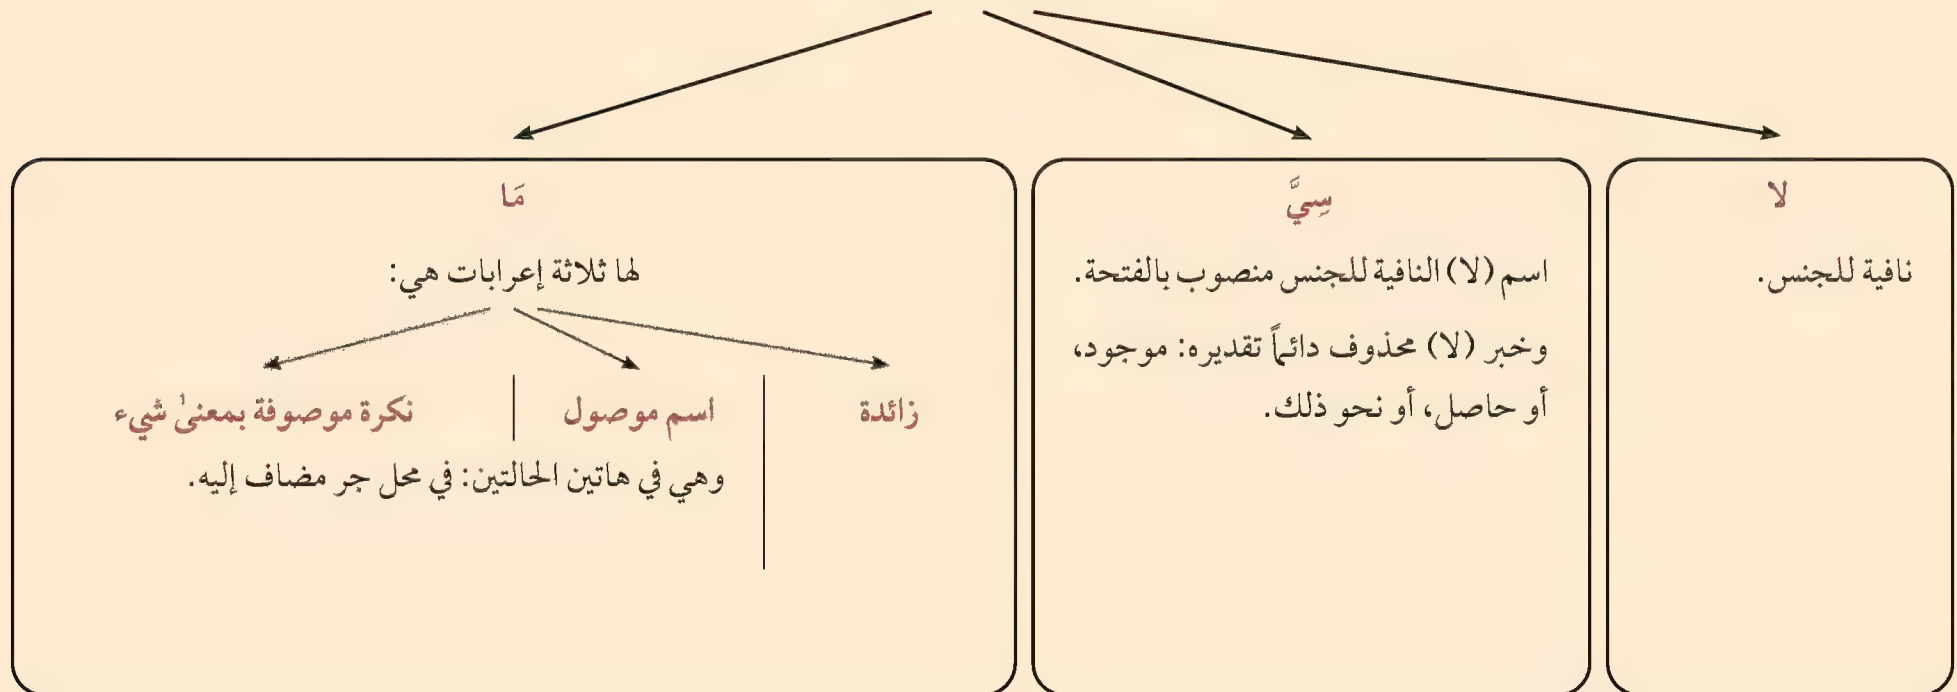 لا
نافية للجنس.
سِيَّ
اسم (لا) النافية للجنس منصوب بالفتحة.
وخبر (لا) محذوف دائماً تقديره: موجود،
أو حاصل، أو نحو ذلك.
مَا
لها ثلاثة إعرابات هي:
زائدة
اسم موصول
نكرة موصوفة بمعنىٰ شيء
وهي في هاتين الحالتين: في محل جر مضاف إليه.